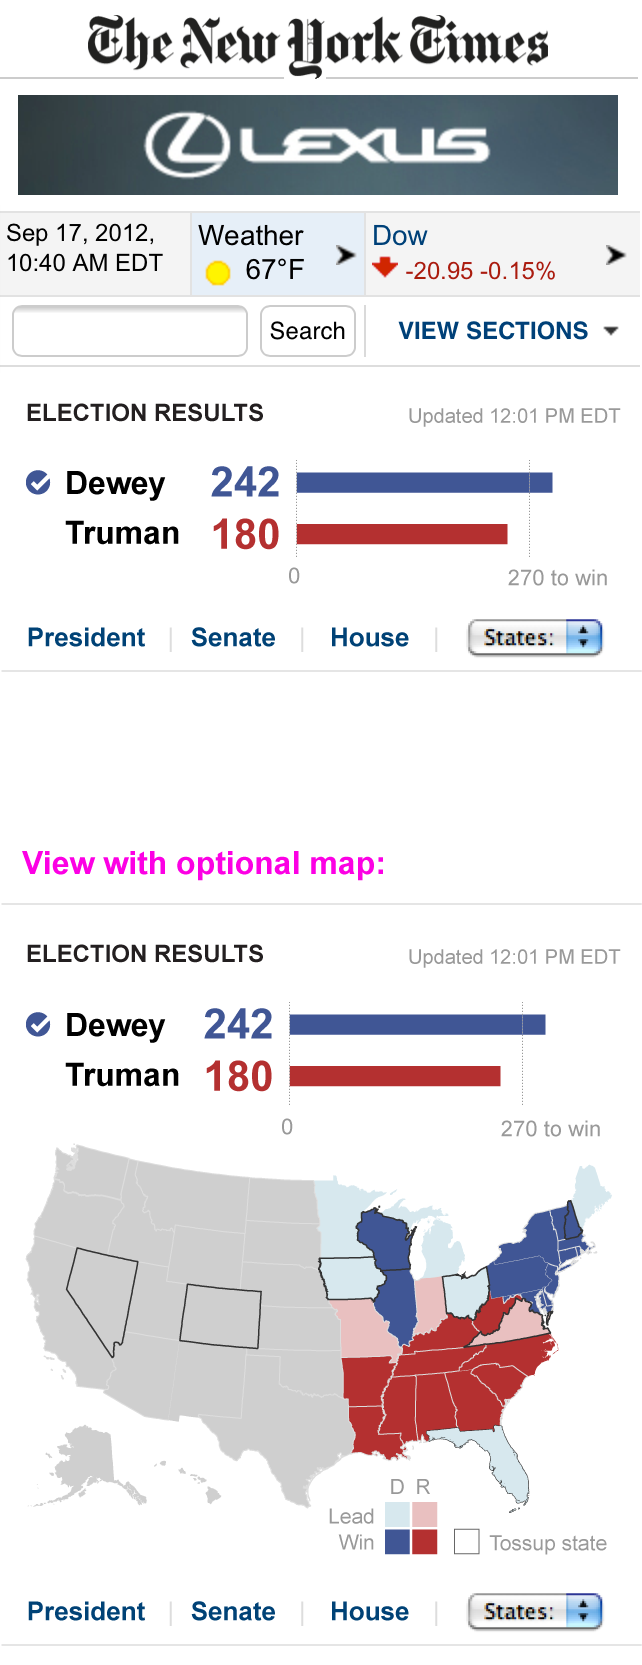 The New York Times
LEXUS
Sep 17, 2012,
10:40 AM EDT
Weather
67°F
Dow
-20.95 -0.15%
Search
VIEW SECTIONS
ELECTION RESULTS
Updated 12:01 PM EDT
Dewey 242
Truman 180
0
270 to win
President
Senate
House
States:
View with optional map:
ELECTION RESULTS
Updated 12:01 PM EDT
Dewey 242
Truman 180
0
270 to win
D R
Lead
Win
Tossup state
President
Senate
House
States: